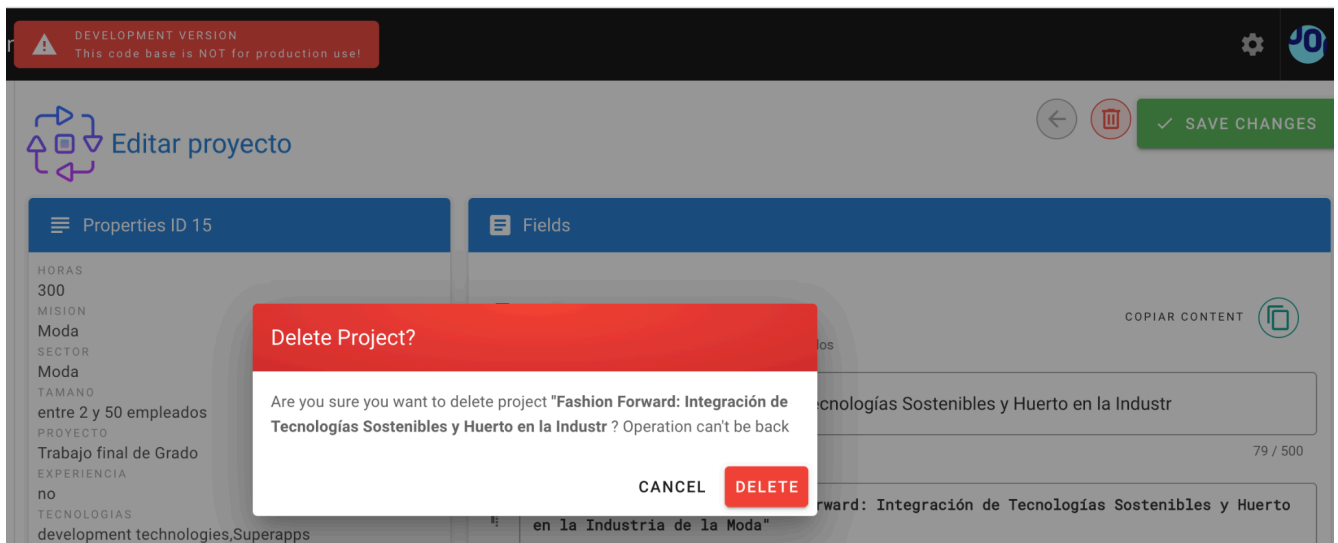 DEVELOPMENT VERSION
This code base is NOT for production use!
Editar proyecto
SAVE CHANGES
Properties ID 15
HORAS
300
MISION
Moda
SECTOR
Moda
TAMANO
entre 2 y 50 empleados
PROYECTO
Trabajo final de Grado
EXPERIENCIA
no
TECNOLOGIAS
development technologies,Superapps
Fields
COPIAR CONTENT
Delete Project?
Are you sure you want to delete project "Fashion Forward: Integración de
Tecnologías Sostenibles y Huerto en la Industr ? Operation can't be back
CANCEL
DELETE
Sostenibles y Huerto en la Industr
79 / 500
Integración de Tecnologías Sostenibles y Huerto
en la Industria de la Moda"